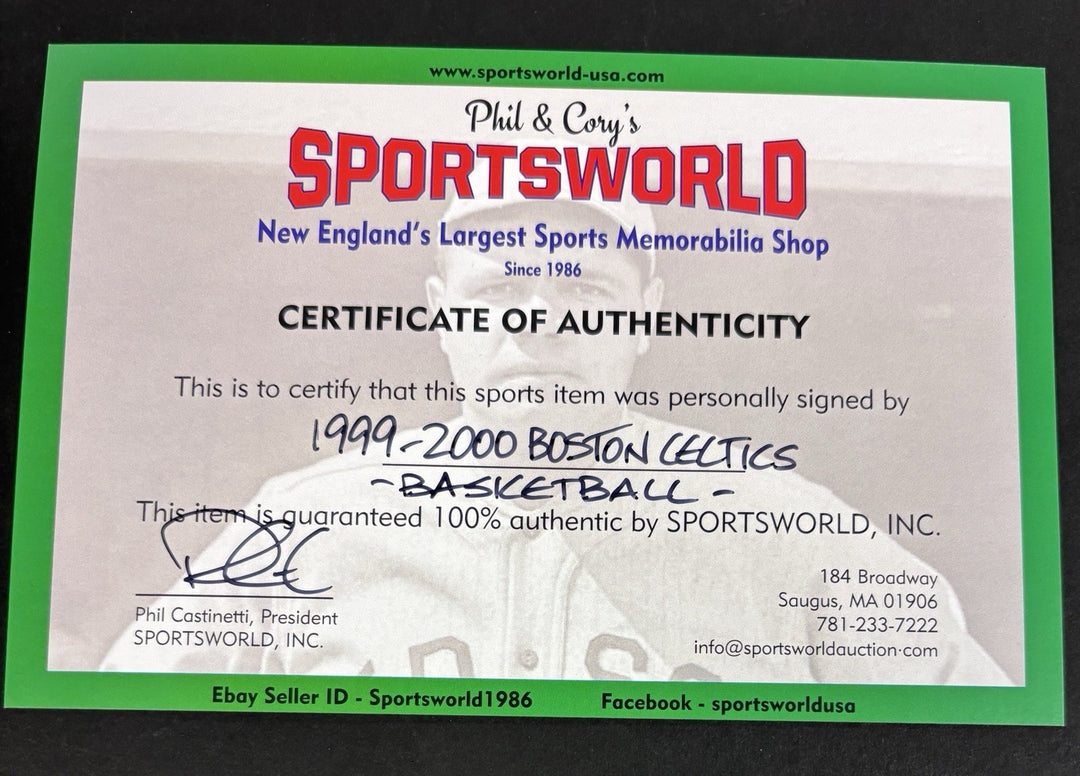 www.sportsworld-usa.com
Phil & Cory's
SPORTSWORLD
New England's Largest Sports Memorabilia Shop
Since 1986
CERTIFICATE OF AUTHENTICITY
This is to certify that this sports item was personally signed by
1999-2000 BOSTON CELTICS
- BASKETBALL -
This item is guaranteed 100% authentic by SPORTSWORLD, INC.
Phil Castinetti, President
SPORTSWORLD, INC.
184 Broadway
Saugus, MA 01906
781-233-7222
info@sportsworldauction.com
Ebay Seller ID - Sportsworld1986
Facebook - sportsworldusa